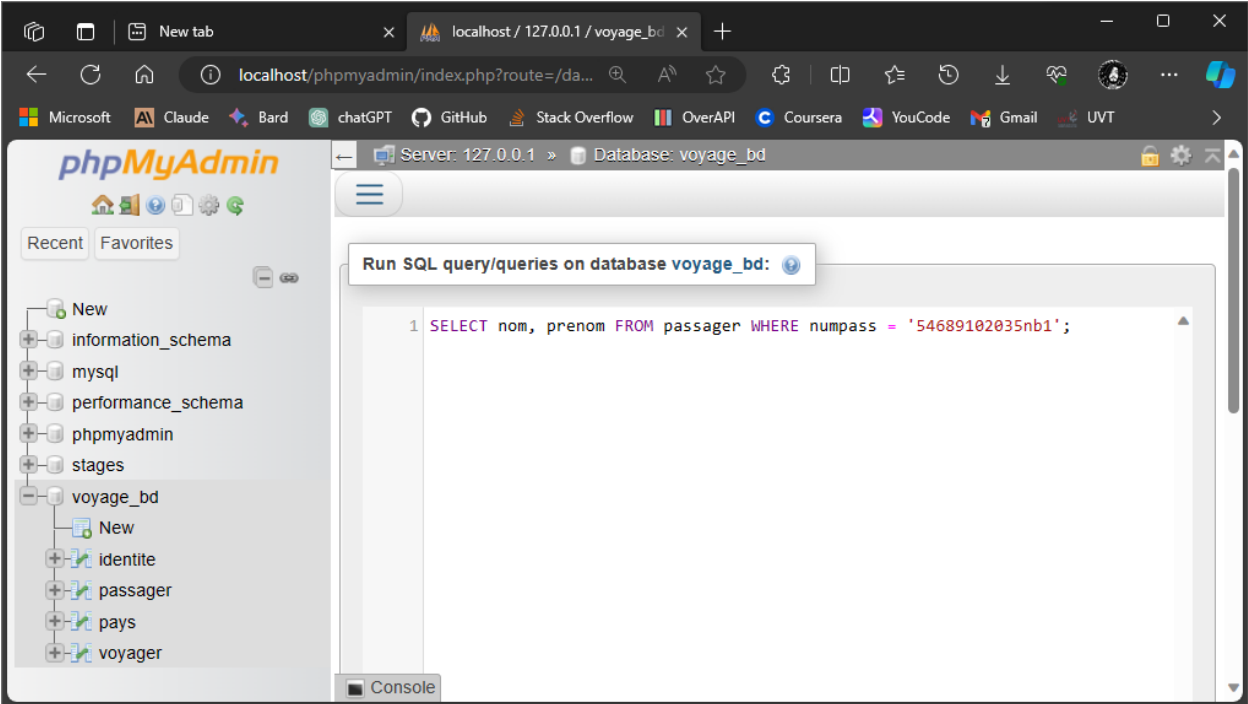 New tab
localhost / 127.0.0.1 / voyage_bd
localhost/phpmyadmin/index.php?route=/da...
Microsoft Claude Bard chatGPT GitHub Stack Overflow OverAPI Coursera YouCode Gmail UVT
phpMyAdmin
Server: 127.0.0.1 » Database: voyage_bd
Recent Favorites
New
information_schema
mysql
performance_schema
phpmyadmin
stages
voyage_bd
New
identite
passager
pays
voyager
Run SQL query/queries on database voyage_bd:
1 SELECT nom, prenom FROM passager WHERE numpass = '54689102035nb1';
Console